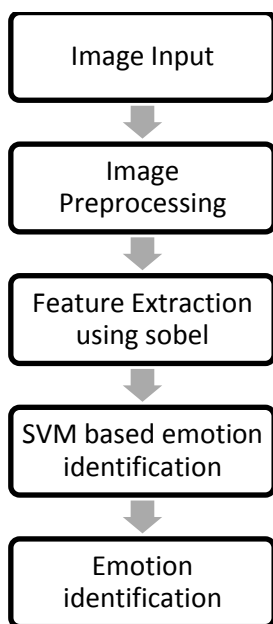 Image Input
Image
Preprocessing
Feature Extraction
using sobel
SVM based emotion
identification
Emotion
identification